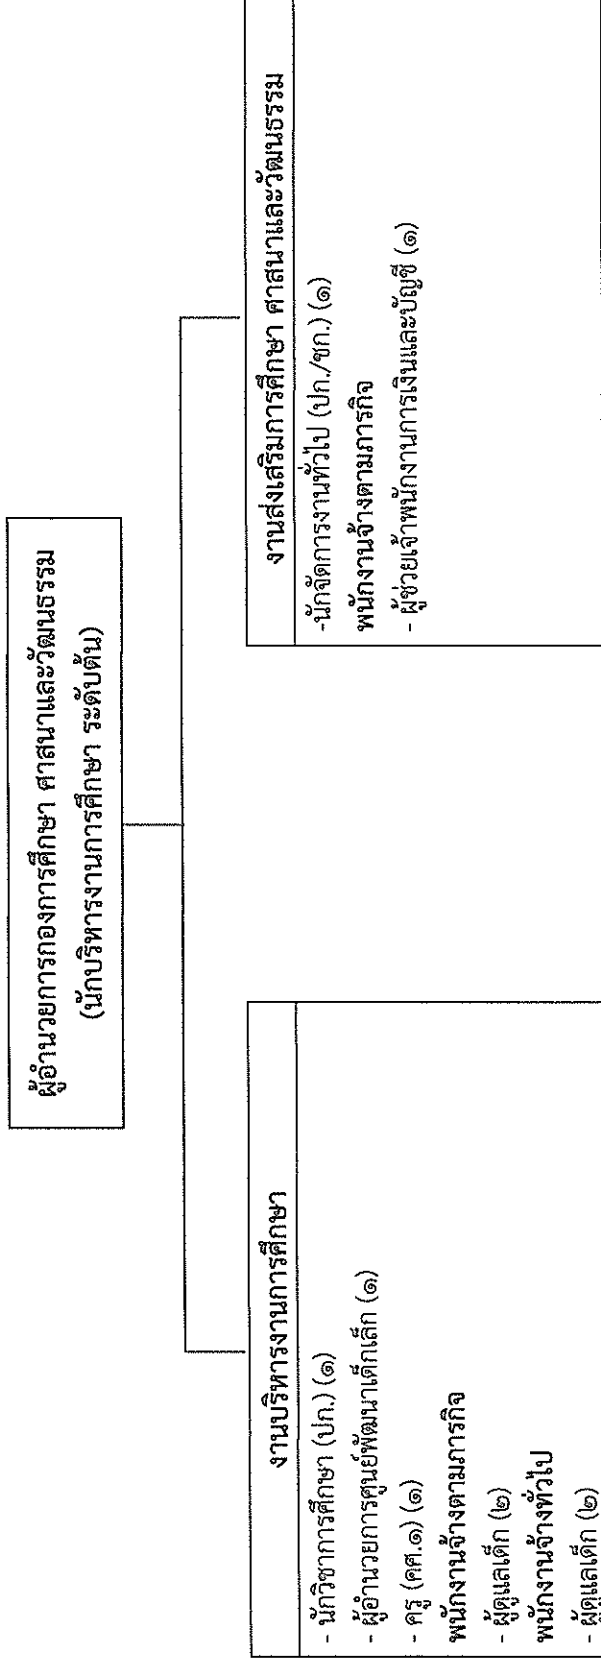 ผู้อำนวยการกองการศึกษา ศาสนาและวัฒนธรรม
(นักบริหารงานการศึกษา ระดับต้น)
งานบริหารงานการศึกษา
- นักวิชาการศึกษา (ปก.) (๑)
- ผู้อำนวยการศูนย์พัฒนาเด็กเล็ก (๑)
- ครู (คศ.๑) (๑)
พนักงานจ้างตามภารกิจ
- ผู้ดูแลเด็ก (๒)
พนักงานจ้างทั่วไป
- ผู้ดูแลเด็ก (๒)
งานส่งเสริมการศึกษา ศาสนาและวัฒนธรรม
-นักจัดการงานทั่วไป (ปก./ชก.) (๑)
พนักงานจ้างตามภารกิจ
- ผู้ช่วยเจ้าพนักงานการเงินและบัญชี (๑)